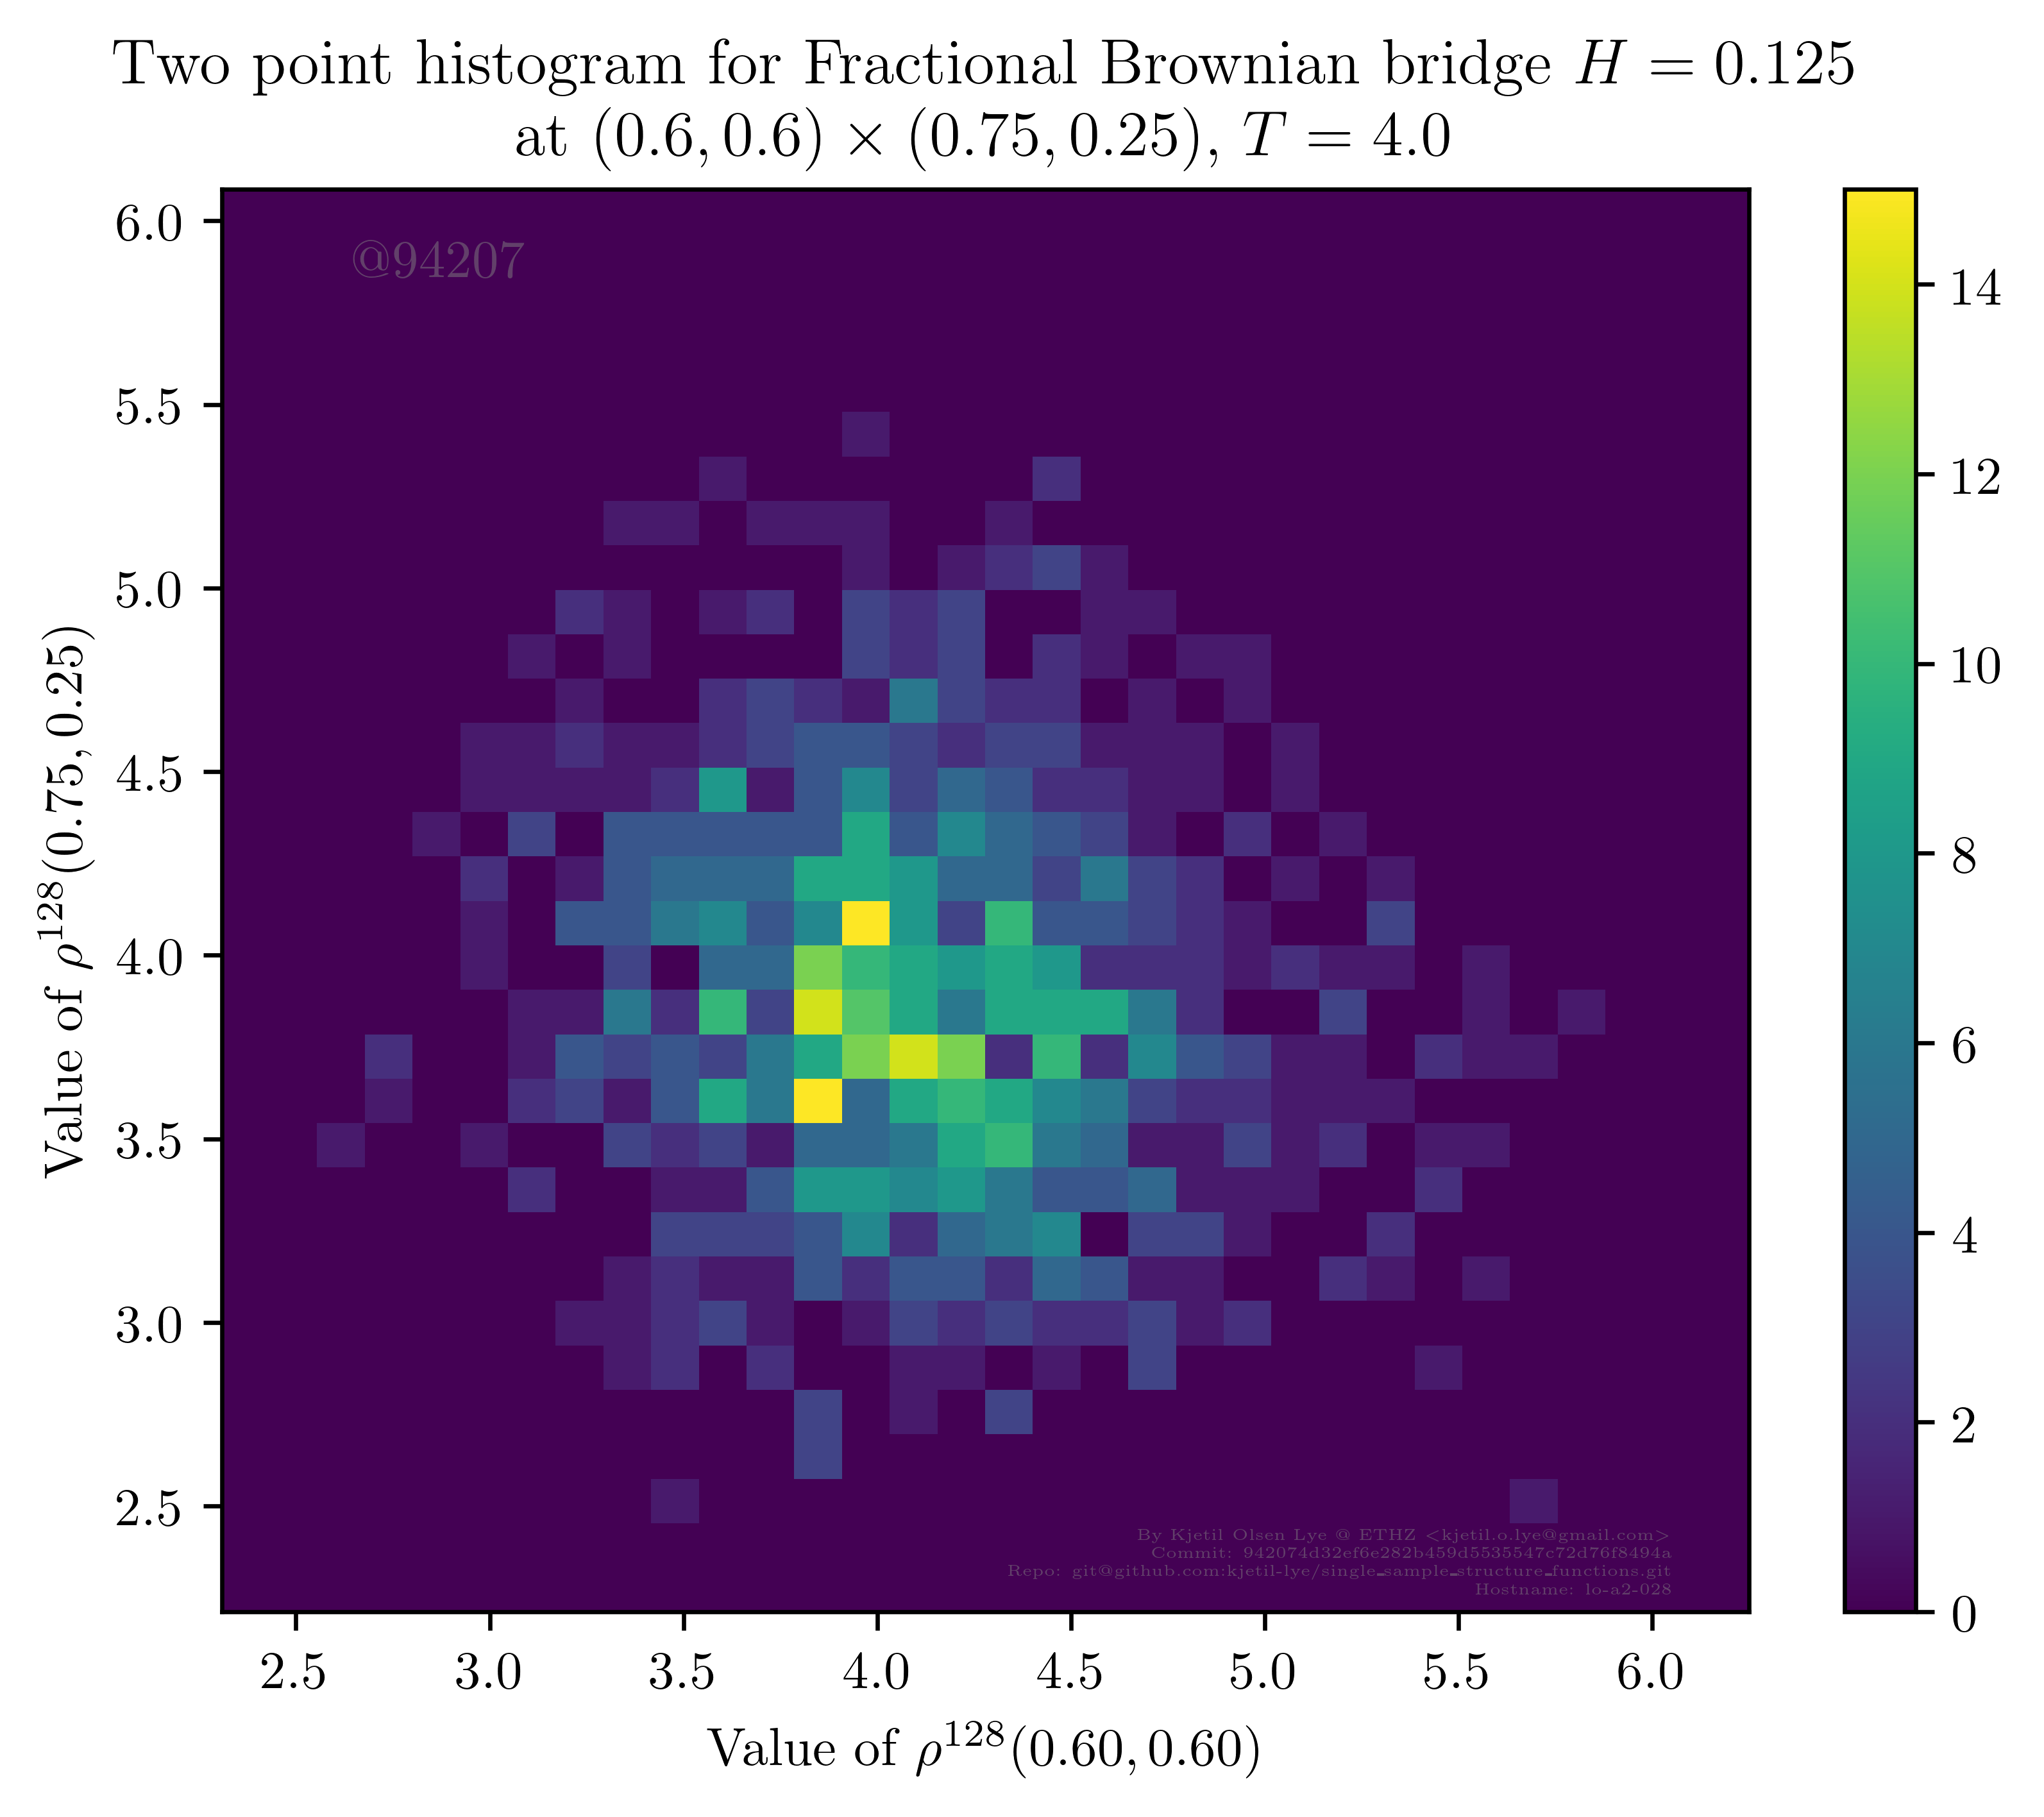 Two point histogram for Fractional Brownian bridge H = 0.125
at (0.6, 0.6) × (0.75, 0.25), T = 4.0
@94207
6.0
5.5
5.0
4.5
4.0
3.5
3.0
2.5
Value of ρ^128(0.75, 0.25)
14
12
10
8
6
4
2
0
By Kjetil Olsen Lye @ ETHZ <kjetil.o.lye@gmail.com>
Commit: 942074d32ef6e282b459d5535547c72d76f8494a
Repo: git@github.com:kjetil-lye/single_sample_structure_functions.git
Hostname: lo-a2-028
2.5 3.0 3.5 4.0 4.5 5.0 5.5 6.0
Value of ρ^128(0.60, 0.60)